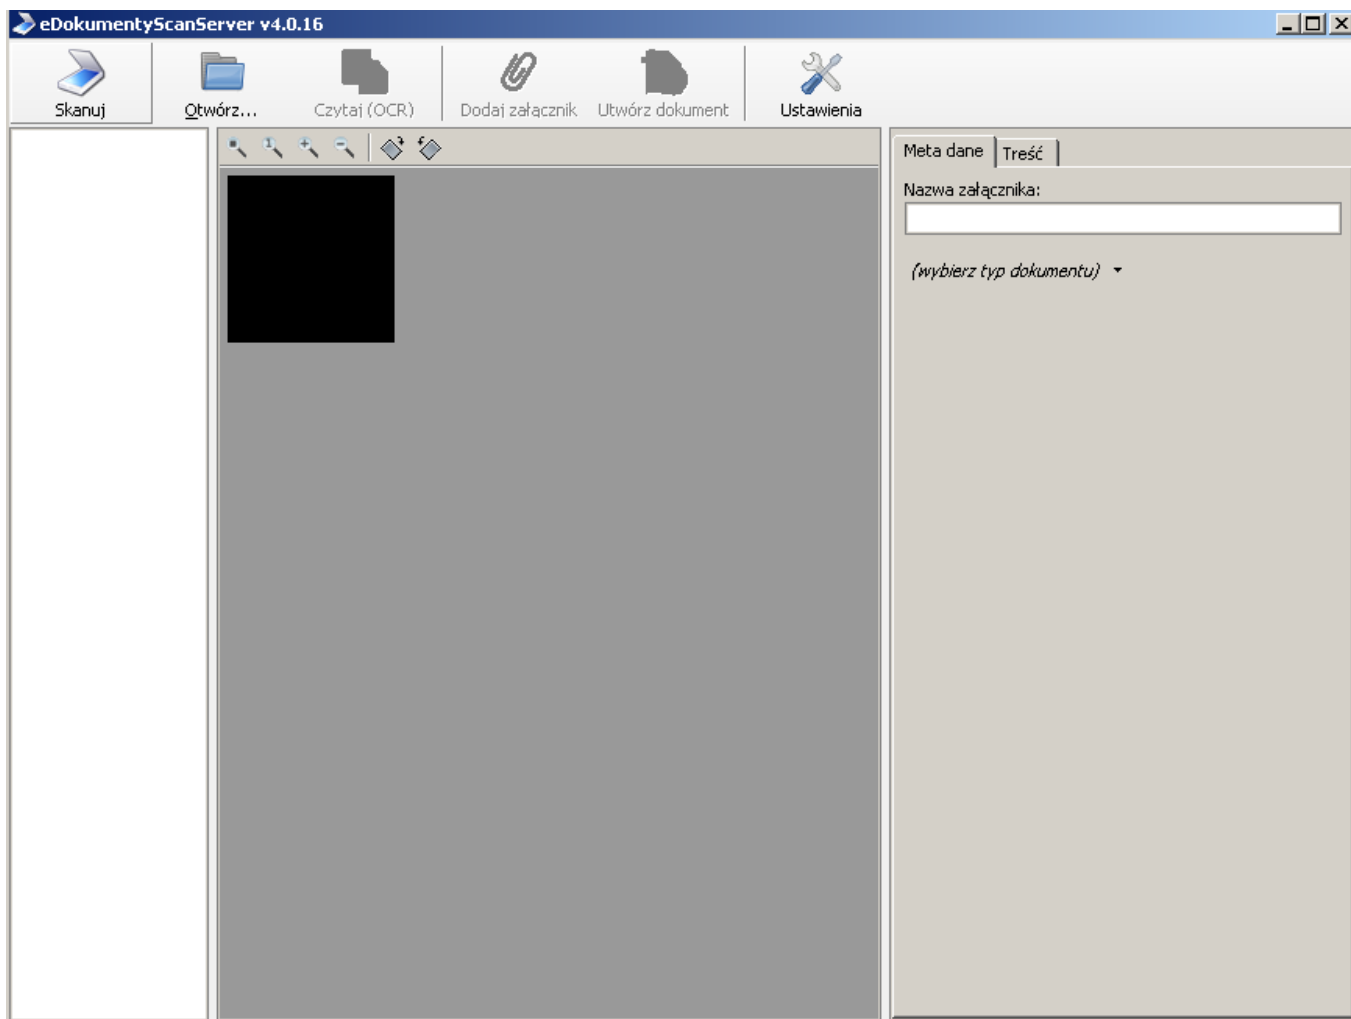 eDokumentyScanServer v4.0.16
Skanuj Otwórz... Czytaj (OCR) Dodaj załącznik Utwórz dokument Ustawienia
Meta dane Treść
Nazwa załącznika:
(wybierz typ dokumentu)